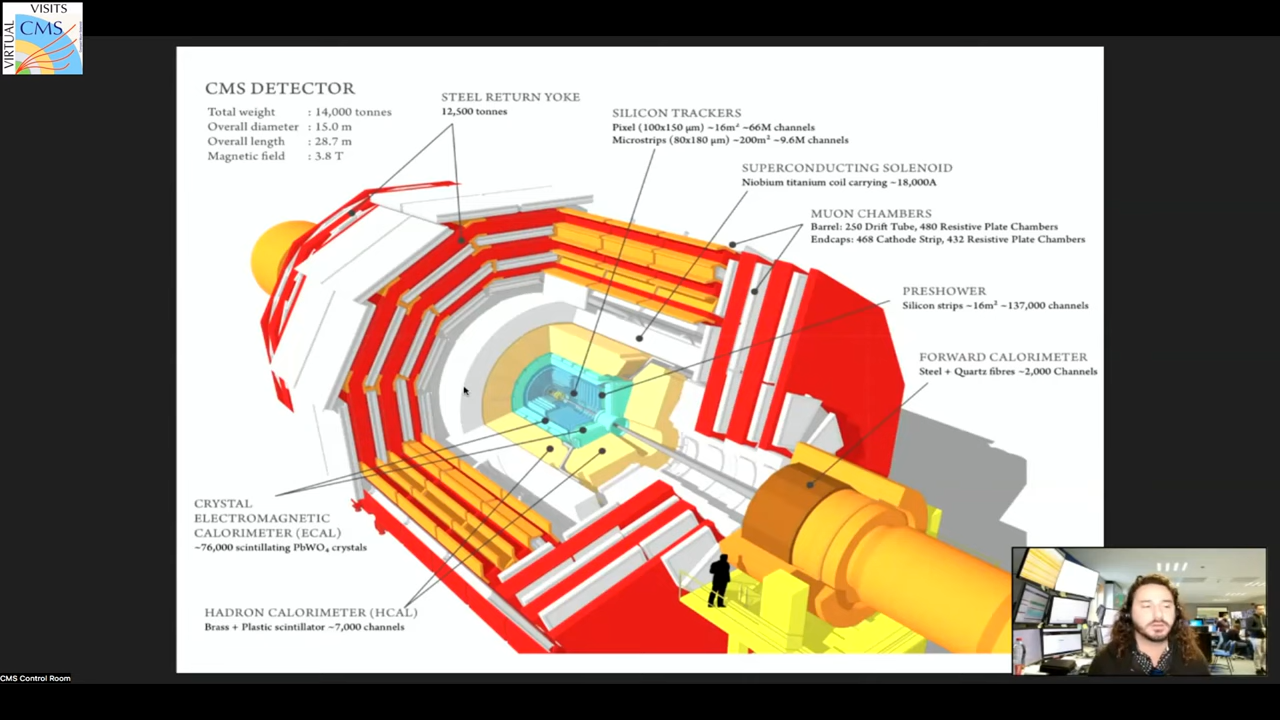 VISITS
CMS
VIRTUAL
CMS DETECTOR
Total weight : 14,000 tonnes
Overall diameter : 15.0 m
Overall length : 28.7 m
Magnetic field : 3.8 T
STEEL RETURN YOKE
12,500 tonnes
SILICON TRACKERS
Pixel (100x150 μm) ~16m² ~66M channels
Microstrips (80x180 μm) ~200m² ~9.6M channels
SUPERCONDUCTING SOLENOID
Niobium titanium coil carrying ~18,000A
MUON CHAMBERS
Barrel: 250 Drift Tube, 480 Resistive Plate Chambers
Endcaps: 468 Cathode Strip, 432 Resistive Plate Chambers
PRESHOWER
Silicon strips ~16m² ~137,000 channels
FORWARD CALORIMETER
Steel + Quartz fibres ~2,000 Channels
CRYSTAL
ELECTROMAGNETIC
CALORIMETER (ECAL)
~76,000 scintillating PbWO₄ crystals
HADRON CALORIMETER (HCAL)
Brass + Plastic scintillator ~7,000 channels
CMS Control Room